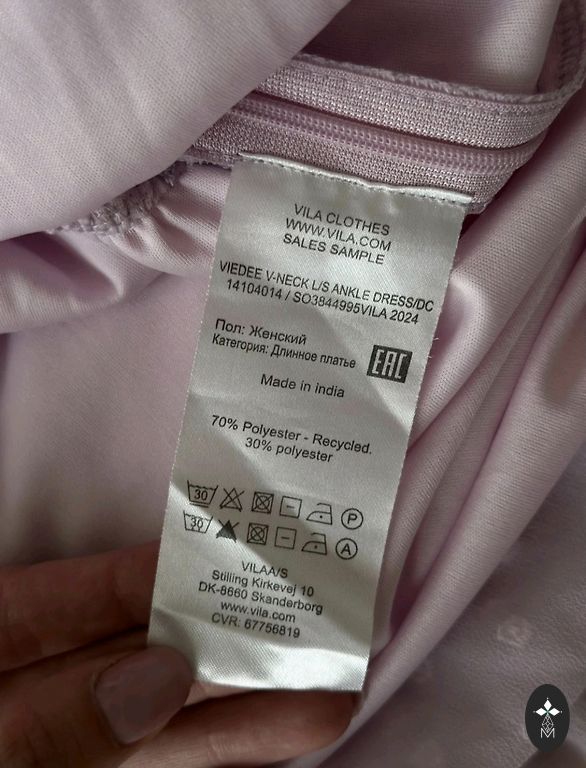 VILA CLOTHES
WWW.VILA.COM
SALES SAMPLE
VIEDEE V-NECK L/S ANKLE DRESS/DC
14104014 / SO3844995VILA 2024
Пол: Женский
Категория: Длинное платье
EAC
Made in india
70% Polyester - Recycled.
30% polyester
30 P
30 A
VILAA/S
Stilling Kirkevej 10
DK-8660 Skanderborg
www.vila.com
CVR: 67756819
M